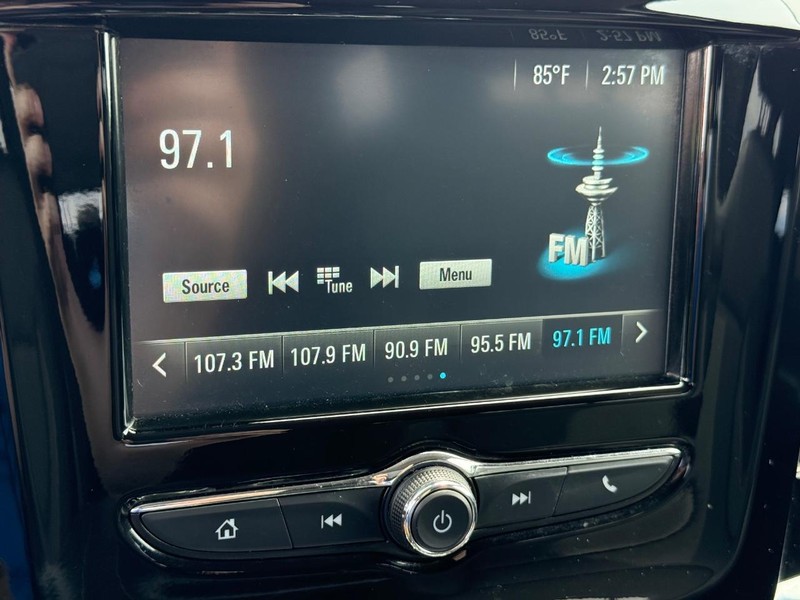 85°F 2:57 PM
97.1
FM
Source Tune Menu
107.3 FM 107.9 FM 90.9 FM 95.5 FM 97.1 FM